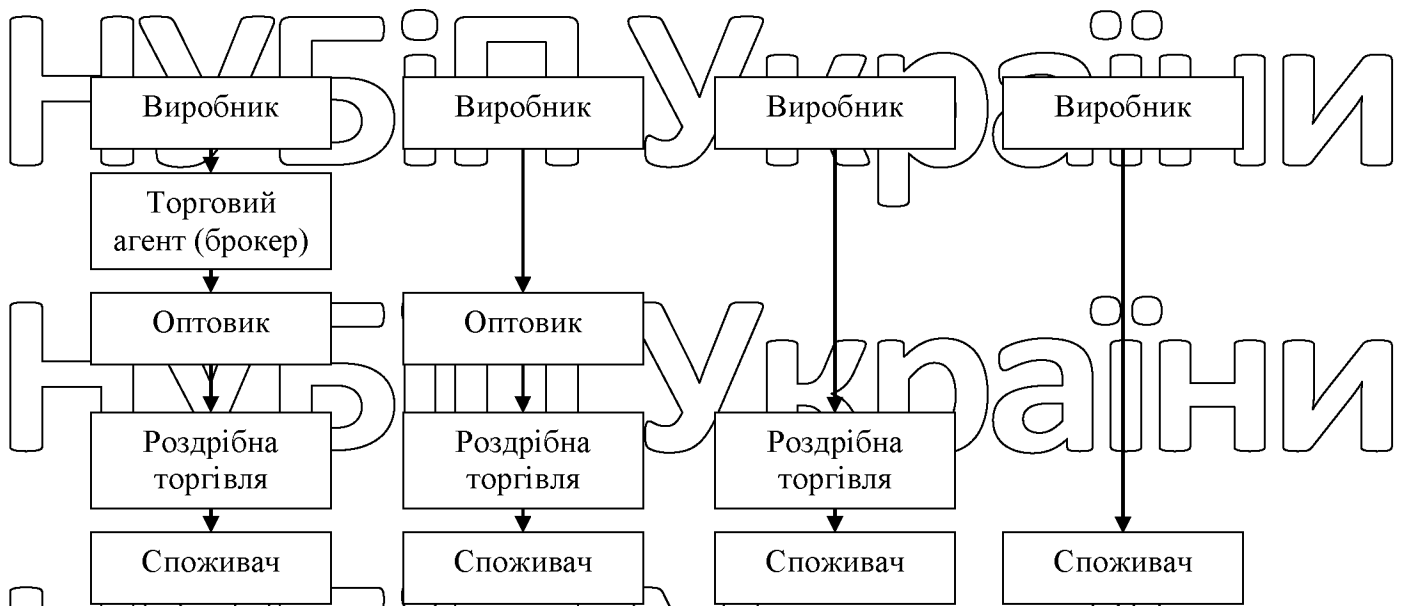 НУБіП України
Виробник
Виробник
Виробник
Виробник
Торговий
агент (брокер)
НУБіП України
Оптовик
Оптовик
Роздрібна
торгівля
Роздрібна
торгівля
Роздрібна
торгівля
Споживач
Споживач
Споживач
Споживач